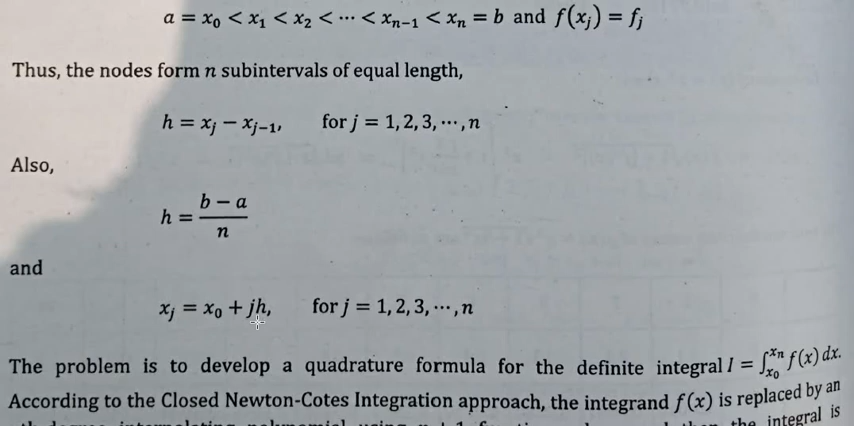 a = x₀ < x₁ < x₂ < ⋯ < xₙ₋₁ < xₙ = b and f(xⱼ) = fⱼ
Thus, the nodes form n subintervals of equal length,
h = xⱼ − xⱼ₋₁, for j = 1, 2, 3, ⋯, n
Also,
h = (b − a)/n
and
xⱼ = x₀ + jh, for j = 1, 2, 3, ⋯, n
The problem is to develop a quadrature formula for the definite integral I = ∫ₓ₀ˣⁿ f(x) dx.
According to the Closed Newton-Cotes Integration approach, the integrand f(x) is replaced by an
the integral is